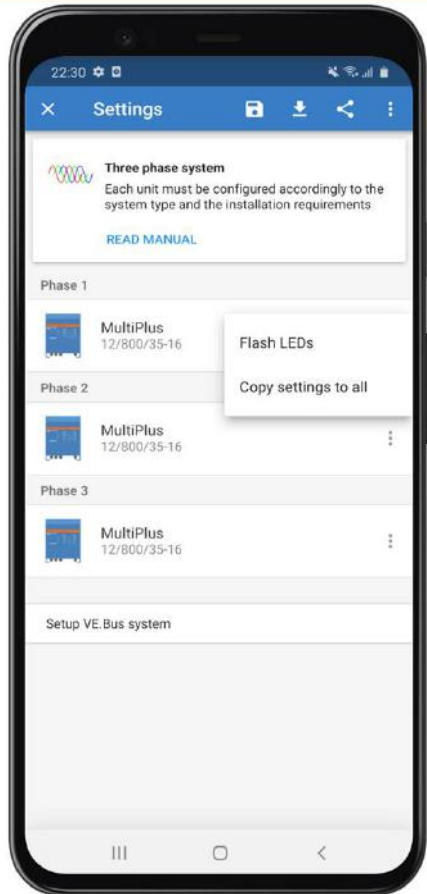 22:30
Settings
Three phase system
Each unit must be configured accordingly to the
system type and the installation requirements
READ MANUAL
Phase 1
MultiPlus
12/800/35-16
Flash LEDs
Copy settings to all
Phase 2
MultiPlus
12/800/35-16
Phase 3
MultiPlus
12/800/35-16
Setup VE.Bus system